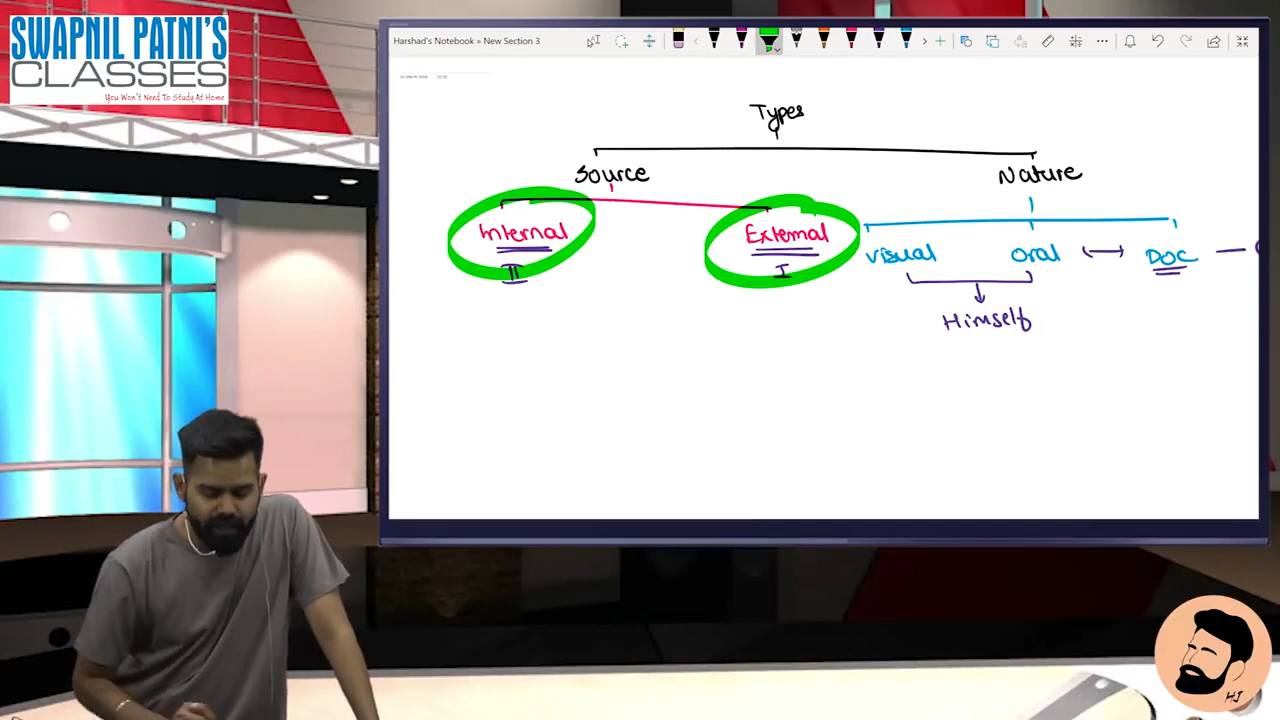 SWAPNIL PATNI'S
CLASSES
You Won't Need To Study At Home
Harshad's Notebook » New Section 3
Types
Source
Nature
Internal
External
visual
oral
DOC
II
I
Himself
HJ